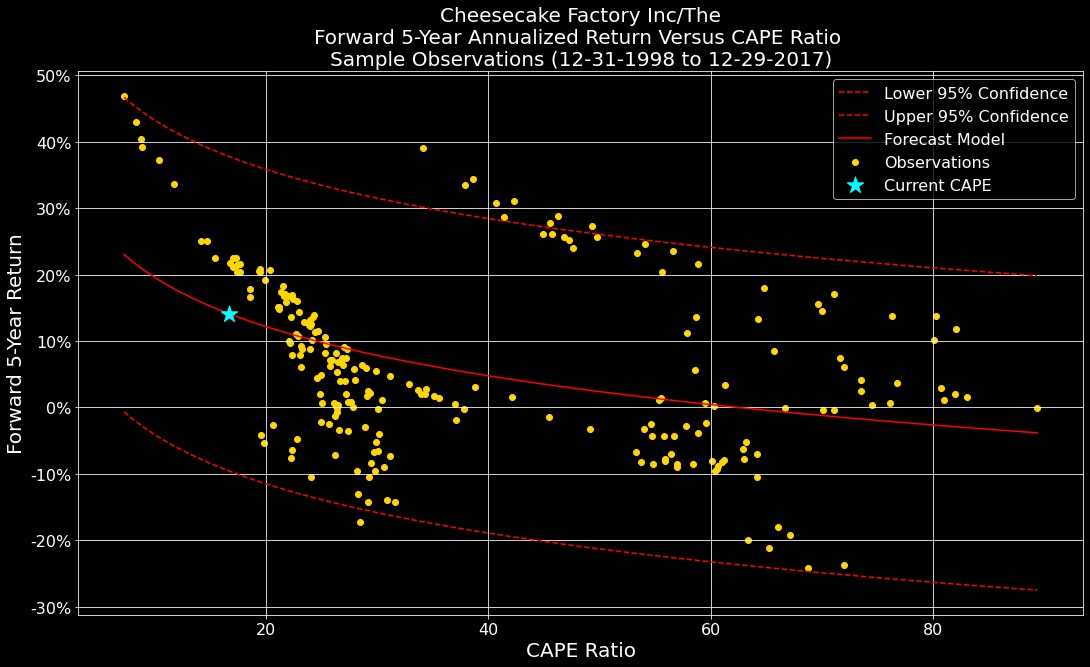 Cheesecake Factory Inc/The
Forward 5-Year Annualized Return Versus CAPE Ratio
Sample Observations (12-31-1998 to 12-29-2017)
Lower 95% Confidence
Upper 95% Confidence
Forecast Model
Observations
Current CAPE
Forward 5-Year Return
50%
40%
30%
20%
10%
0%
-10%
-20%
-30%
20
40
60
80
CAPE Ratio